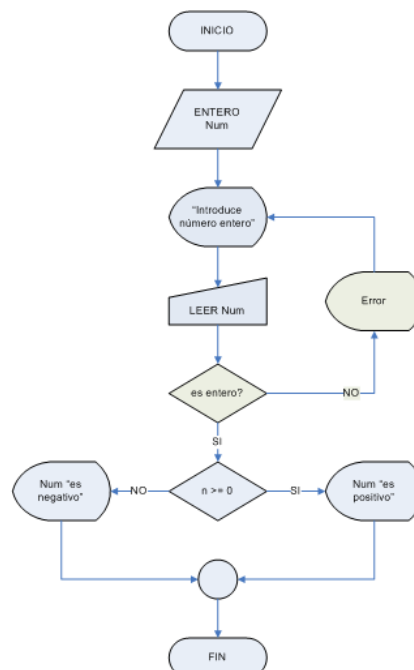 INICIO
ENTERO
Num
"Introduce
número entero"
LEER Num
Error
es entero?
NO
SI
Num "es
negativo"
NO
n >= 0
SI
Num "es
positivo"
FIN